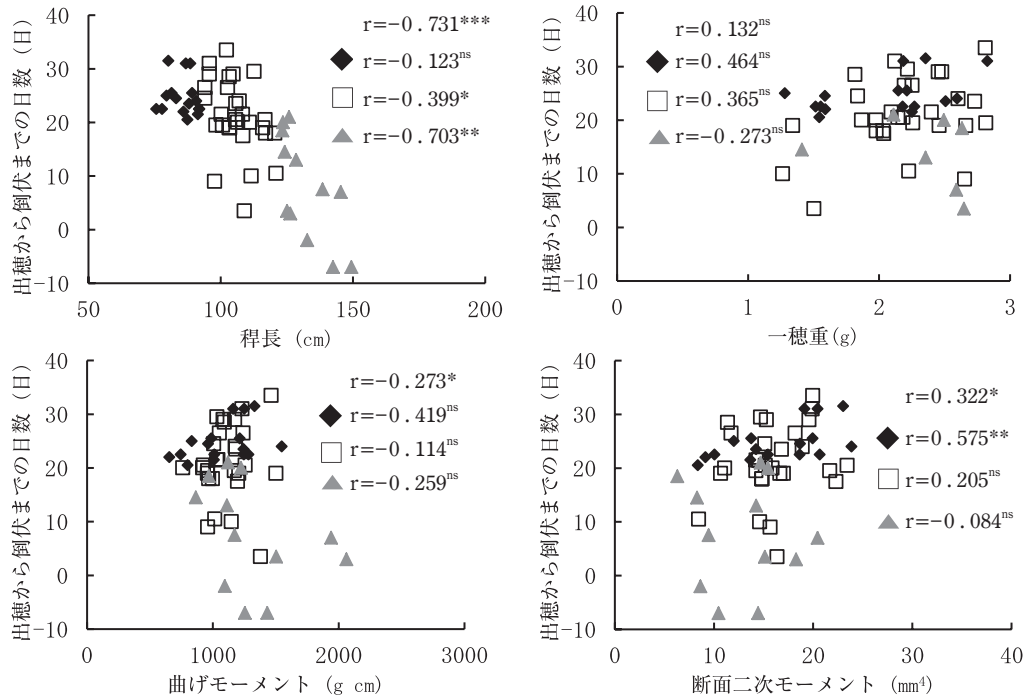 出穂から倒伏までの日数（日）
40
30
20
10
0
−10
50
100
150
200
稈長 (cm)
r=−0.731***
r=−0.123ns
r=−0.399*
r=−0.703**
出穂から倒伏までの日数（日）
40
30
20
10
0
−10
0
1
2
3
一穂重(g)
r=0.132ns
r=0.464ns
r=0.365ns
r=−0.273ns
出穂から倒伏までの日数（日）
40
30
20
10
0
−10
0
1000
2000
3000
曲げモーメント (g cm)
r=−0.273*
r=−0.419ns
r=−0.114ns
r=−0.259ns
出穂から倒伏までの日数（日）
40
30
20
10
0
−10
0
10
20
30
40
断面二次モーメント (mm⁴)
r=0.322*
r=0.575**
r=0.205ns
r=−0.084ns